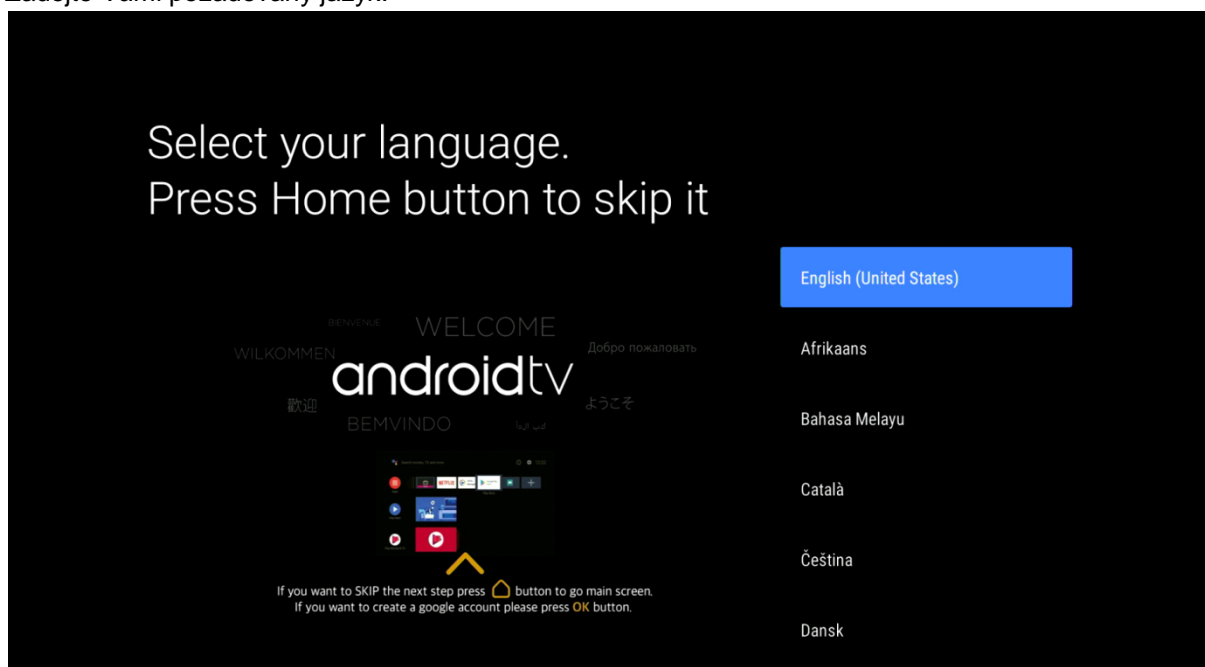 Vámi požadovaný jazyk.
Select your language.
Press Home button to skip it
English (United States)
BIENVENUE
WELCOME
WILKOMMEN
Добро пожаловать
androidtv
Afrikaans
歡迎
ようこそ
BEMVINDO
Bahasa Melayu
NETFLIX
Català
Čeština
If you want to SKIP the next step press button to go main screen.
If you want to create a google account please press OK button.
Dansk